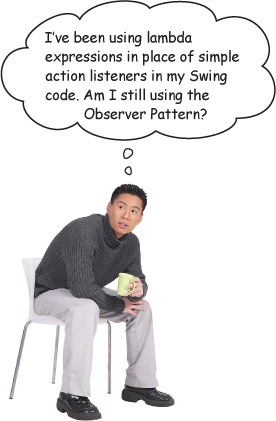 I've been using lambda
expressions in place of simple
action listeners in my Swing
code. Am I still using the
Observer Pattern?